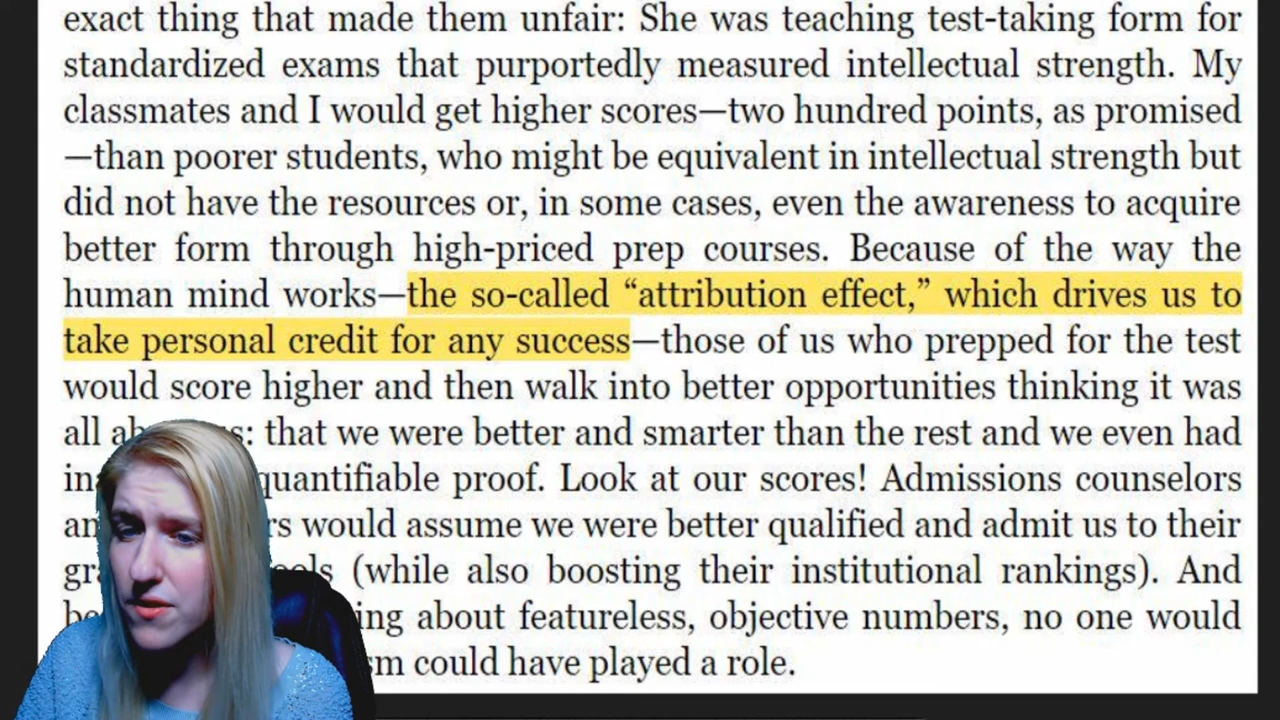 exact thing that made them unfair: She was teaching test-taking form for
standardized exams that purportedly measured intellectual strength. My
classmates and I would get higher scores—two hundred points, as promised
—than poorer students, who might be equivalent in intellectual strength but
did not have the resources or, in some cases, even the awareness to acquire
better form through high-priced prep courses. Because of the way the
human mind works—the so-called “attribution effect,” which drives us to
take personal credit for any success—those of us who prepped for the test
would score higher and then walk into better opportunities thinking it was
all : that we were better and smarter than the rest and we even had
quantifiable proof. Look at our scores! Admissions counselors
would assume we were better qualified and admit us to their
(while also boosting their institutional rankings). And
about featureless, objective numbers, no one would
could have played a role.